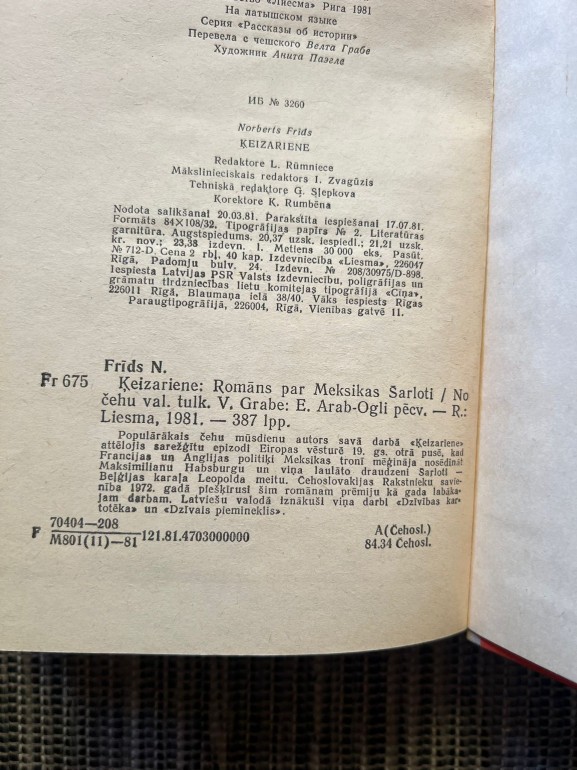 «Лиесма» Рига 1981
На латышском языке
Серия «Рассказы об истории»
Перевела с чешского Велта Грабе
Художник Анита Паэгле
ИБ № 3260
Norberts Frīds
ĶEIZARIENE
Redaktore L. Rūmniece
Mākslinieciskais redaktors I. Zvagūzis
Tehniskā redaktore G. Sļepkova
Korektore K. Rumbēna
Nodota salikšanai 20.03.81. Parakstīta iespiešanai 17.07.81.
Formāts 84×108/32. Tipogrāfijas papīrs № 2. Literatūras
garnitūra. Augstspiedums. 20,37 uzsk. iespiedl.; 21,21 uzsk.
kr. nov.; 23,38 izdevn. l. Metiens 30 000 eks. Pasūt.
№ 712-D. Cena 2 rbļ. 40 kap. Izdevniecība «Liesma», 226047
Rīgā, Padomju bulv. 24. Izdevn. № 208/30975/D-898.
Iespiesta Latvijas PSR Valsts izdevniecību, poligrāfijas un
grāmatu tirdzniecības lietu komitejas tipogrāfijā «Cīņa»,
226011 Rīgā, Blaumaņa ielā 38/40. Vāks iespiests Rīgas
Paraugtipogrāfijā, 226004, Rīgā, Vienības gatvē 11.
Frīds N.
Fr 675 Ķeizariene: Romāns par Meksikas Šarloti / No
čehu val. tulk. V. Grabe: E. Arab-Ogli pēcv. — R.:
Liesma, 1981. — 387 lpp.
Populārākais čehu mūsdienu autors savā darbā «Ķeizariene»
attēlojis sarežģītu epizodi Eiropas vēsturē 19. gs. otrā pusē, kad
Francijas un Anglijas politiķi Meksikas tronī mēģināja nosēdināt
Maksimilianu Habsburgu un viņa laulāto draudzeni Šarloti —
Beļģijas karaļa Leopolda meitu. Čehoslovakijas Rakstnieku savie-
nība 1972. gadā piešķīrusi šim romānam prēmiju kā gada labāka-
jam darbam. Latviešu valodā iznākuši viņa darbi «Dzīvības kar-
totēka» un «Dzīvais piemineklis».
F 70404—208
M801(11)—81 121.81.4703000000
A(Čehosl.)
84.34 Čehosl.